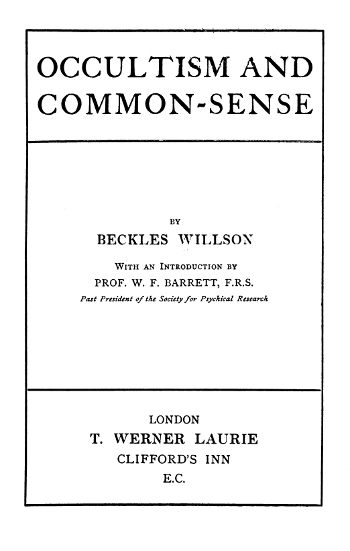 OCCULTISM AND
COMMON-SENSE
BY
BECKLES WILLSON
WITH AN INTRODUCTION BY
PROF. W. F. BARRETT, F.R.S.
Past President of the Society for Psychical Research
LONDON
T. WERNER LAURIE
CLIFFORD'S INN
E.C.